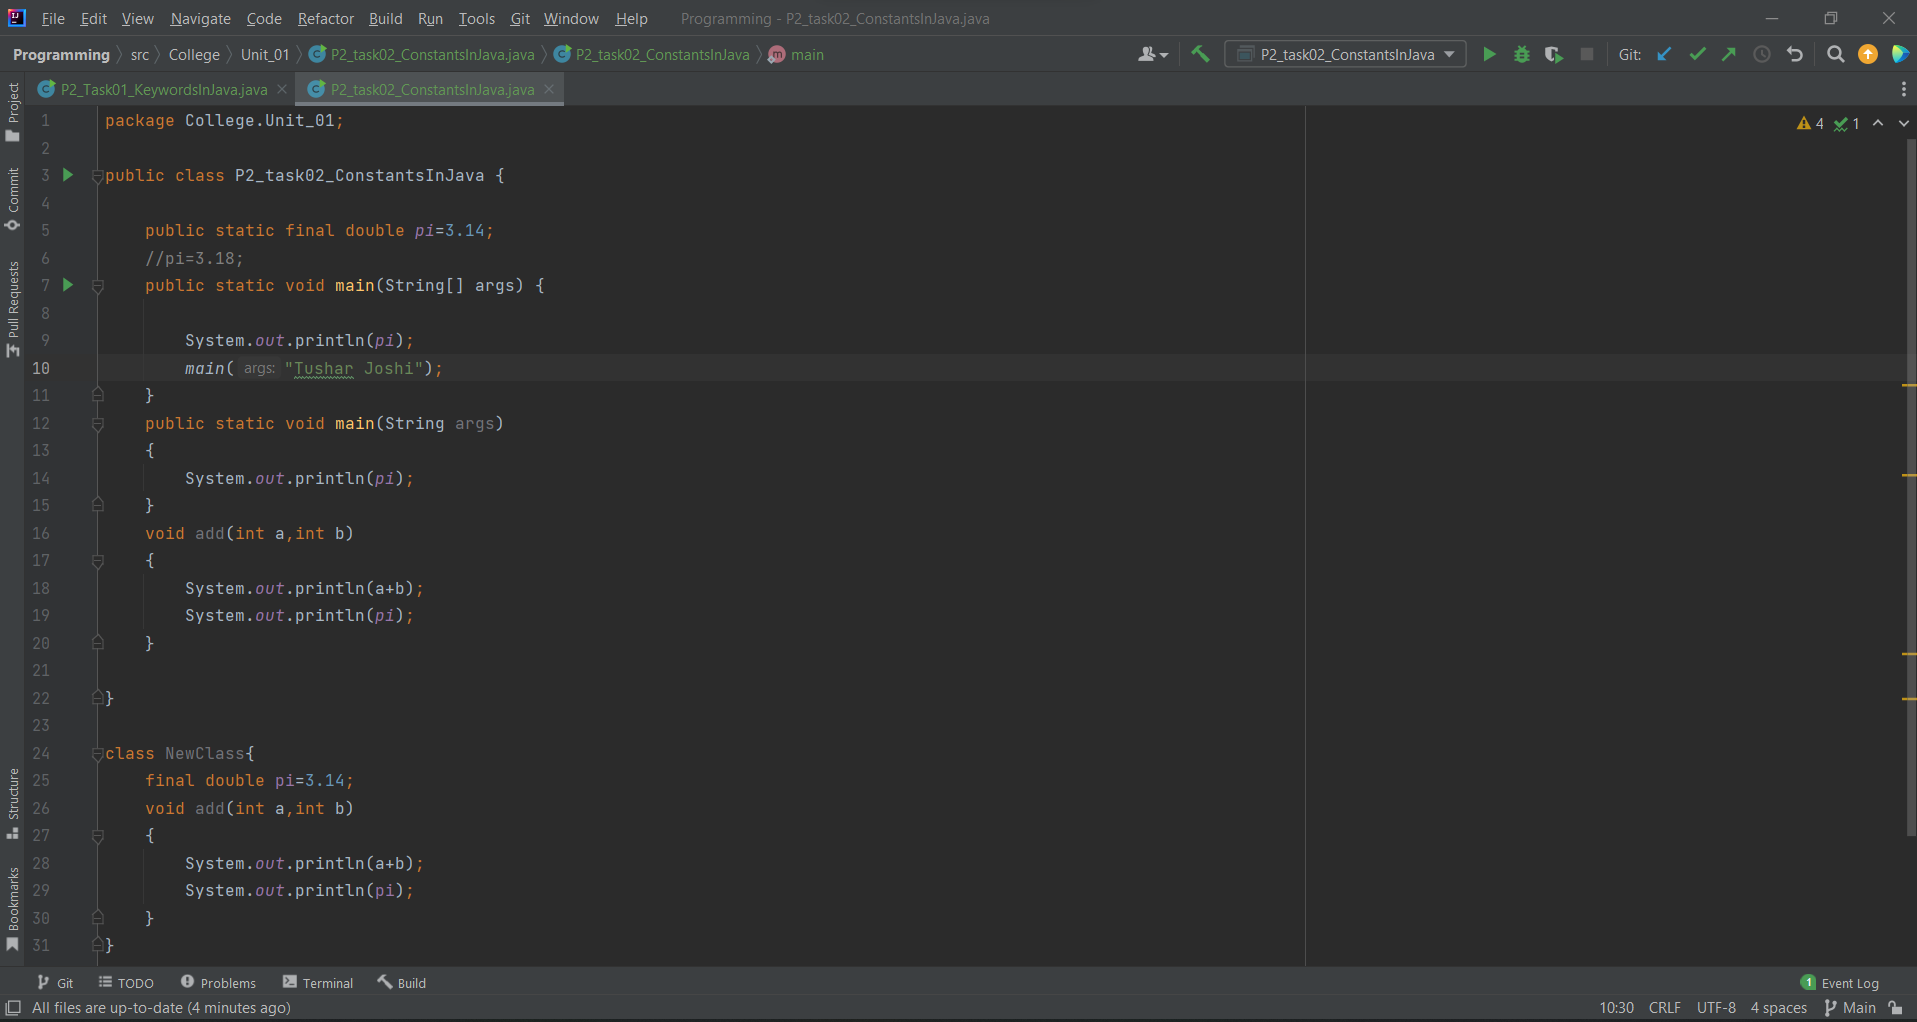 File Edit View Navigate Code Refactor Build Run Tools Git Window Help Programming - P2_task02_ConstantsInJava.java
Programming src College Unit_01 P2_task02_ConstantsInJava.java P2_task02_ConstantsInJava main P2_task02_ConstantsInJava Git:
P2_Task01_KeywordsInJava.java P2_task02_ConstantsInJava.java
Project
Commit
Pull Requests
Structure
Bookmarks
4 1
1 package College.Unit_01;
2
3 public class P2_task02_ConstantsInJava {
4
5 public static final double pi=3.14;
6 //pi=3.18;
7 public static void main(String[] args) {
8
9 System.out.println(pi);
10 main( args: "Tushar Joshi");
11 }
12 public static void main(String args)
13 {
14 System.out.println(pi);
15 }
16 void add(int a,int b)
17 {
18 System.out.println(a+b);
19 System.out.println(pi);
20 }
21
22 }
23
24 class NewClass{
25 final double pi=3.14;
26 void add(int a,int b)
27 {
28 System.out.println(a+b);
29 System.out.println(pi);
30 }
31 }
Git TODO Problems Terminal Build 1 Event Log
All files are up-to-date (4 minutes ago) 10:30 CRLF UTF-8 4 spaces Main